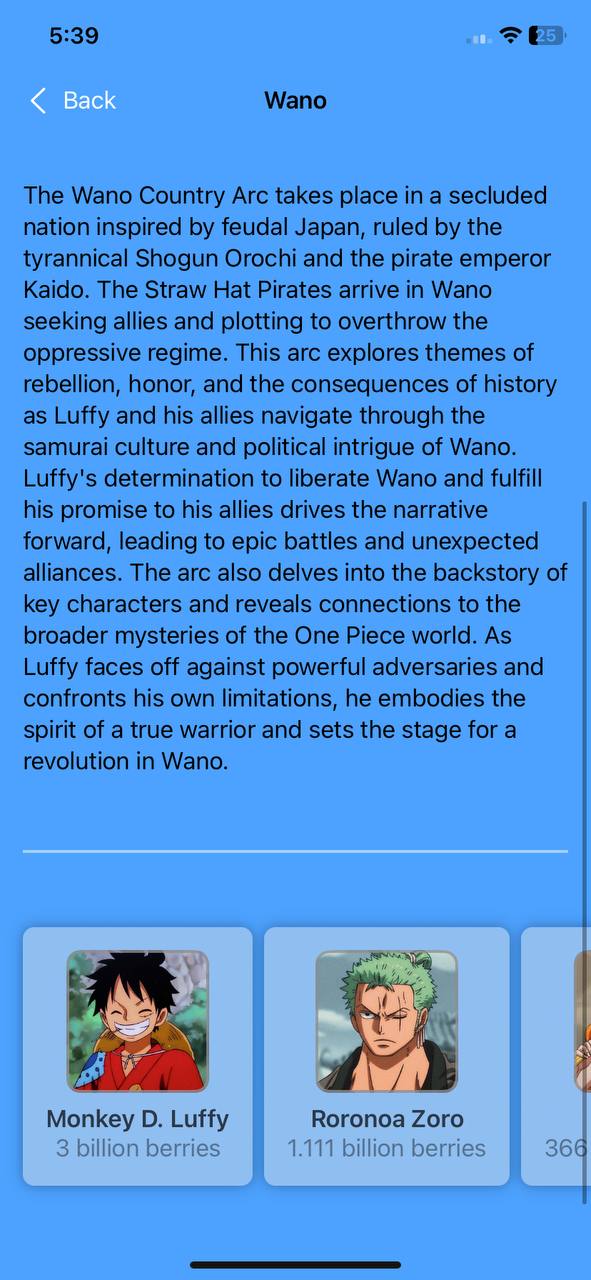 5:39
25
Back
Wano
The Wano Country Arc takes place in a secluded
nation inspired by feudal Japan, ruled by the
tyrannical Shogun Orochi and the pirate emperor
Kaido. The Straw Hat Pirates arrive in Wano
seeking allies and plotting to overthrow the
oppressive regime. This arc explores themes of
rebellion, honor, and the consequences of history
as Luffy and his allies navigate through the
samurai culture and political intrigue of Wano.
Luffy's determination to liberate Wano and fulfill
his promise to his allies drives the narrative
forward, leading to epic battles and unexpected
alliances. The arc also delves into the backstory of
key characters and reveals connections to the
broader mysteries of the One Piece world. As
Luffy faces off against powerful adversaries and
confronts his own limitations, he embodies the
spirit of a true warrior and sets the stage for a
revolution in Wano.
Monkey D. Luffy
3 billion berries
Roronoa Zoro
1.111 billion berries
366